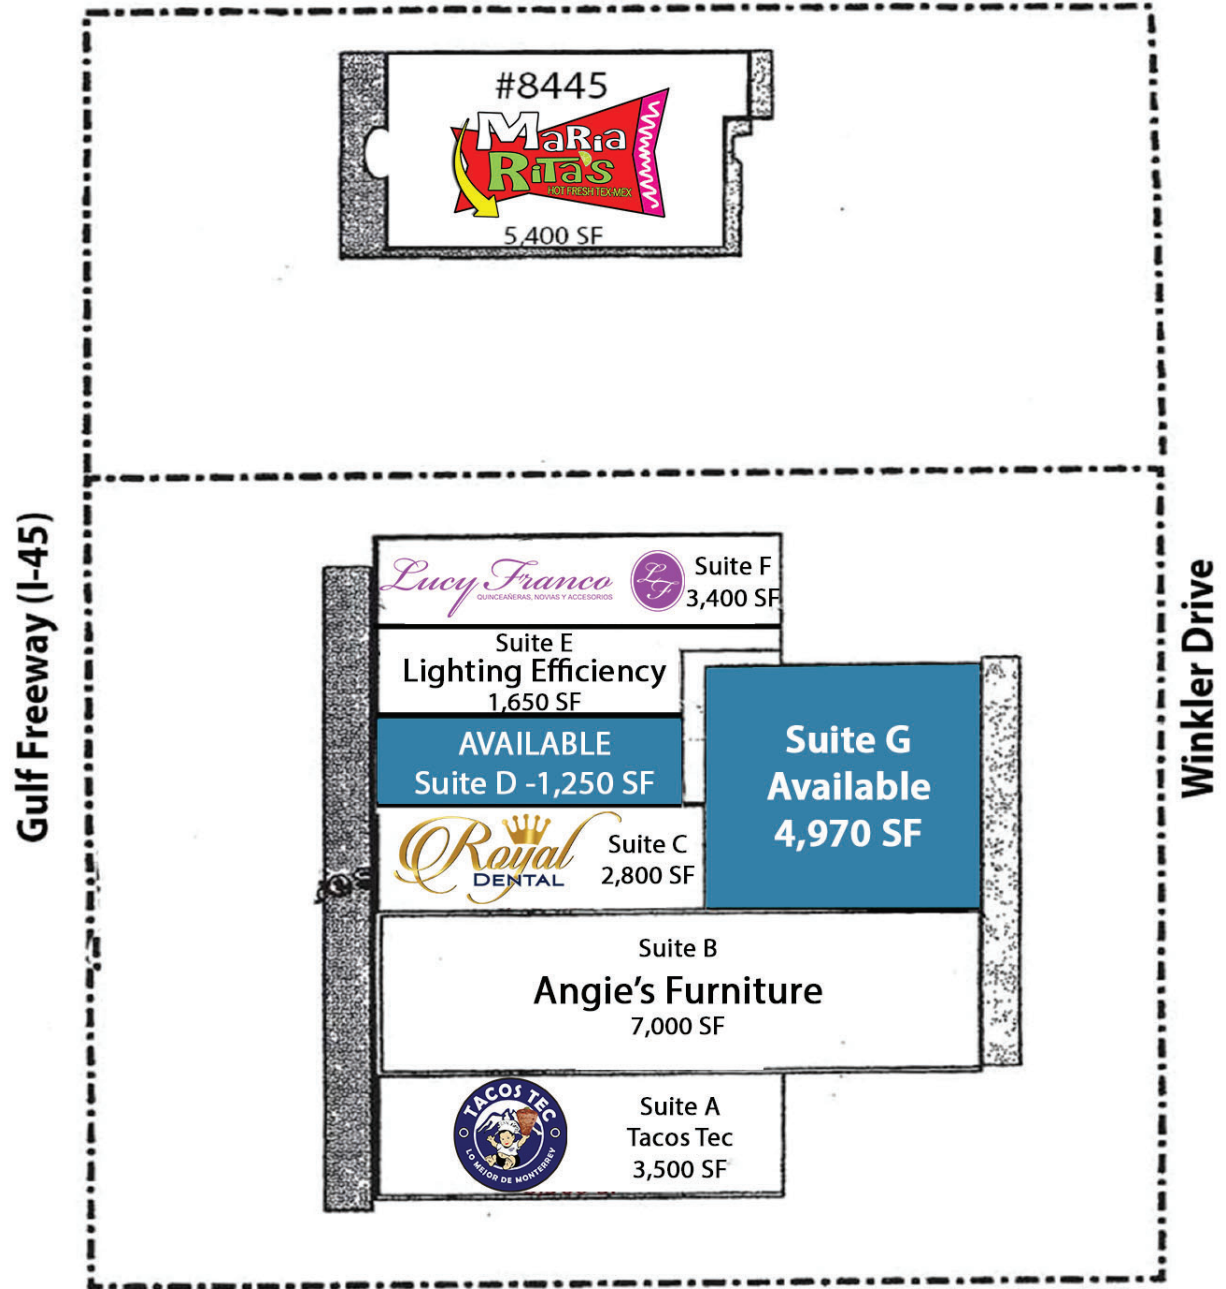 #8445
MaRia
RiTa's
HOT FRESH TEX-MEX
5,400 SF
Gulf Freeway (I-45)
Winkler Drive
Lucy Franco
QUINCEAÑERAS, NOVIAS Y ACCESORIOS
LF
Suite F
3,400 SF
Suite E
Lighting Efficiency
1,650 SF
AVAILABLE
Suite D -1,250 SF
Suite G
Available
4,970 SF
Royal
DENTAL
Suite C
2,800 SF
Suite B
Angie's Furniture
7,000 SF
TACOS TEC
LO MEJOR DE MONTERREY
Suite A
Tacos Tec
3,500 SF